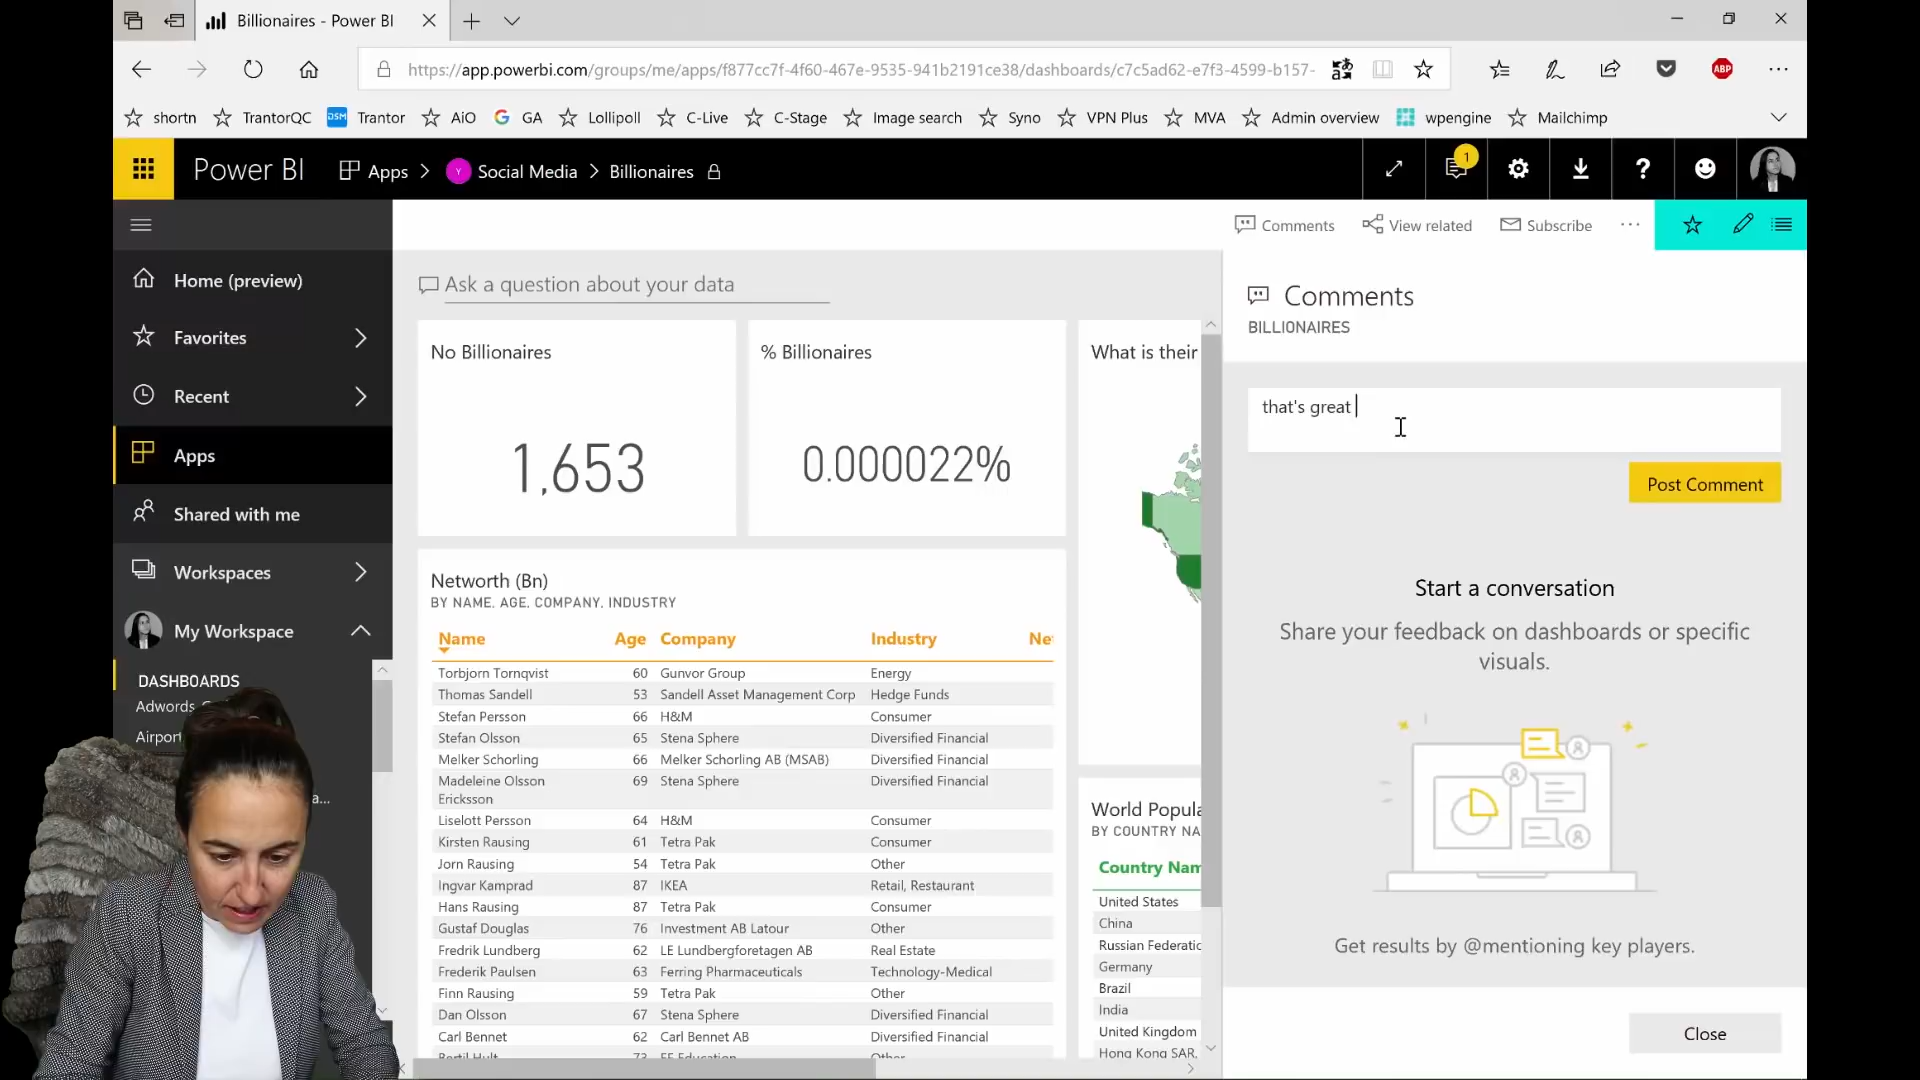 Billionaires - Power BI
https://app.powerbi.com/groups/me/apps/f877cc7f-4f60-467e-9535-941b2191ce38/dashboards/c7c5ad62-e7f3-4599-b157-
ABP
shortn
TrantorQC
DSM Trantor
AiO
GA
Lollipoll
C-Live
C-Stage
Image search
Syno
VPN Plus
MVA
Admin overview
wpengine
Mailchimp
Power BI
Apps
Y
Social Media
Billionaires
1
?
Comments
View related
Subscribe
Home (preview)
Favorites
Recent
Apps
Shared with me
Workspaces
My Workspace
DASHBOARDS
Adwords
Airport
a...
Ask a question about your data
No Billionaires
1,653
% Billionaires
0.000022%
What is their
Networth (Bn)
BY NAME, AGE, COMPANY, INDUSTRY
Name Age Company Industry Ne
Torbjorn Tornqvist 60 Gunvor Group Energy
Thomas Sandell 53 Sandell Asset Management Corp Hedge Funds
Stefan Persson 66 H&M Consumer
Stefan Olsson 65 Stena Sphere Diversified Financial
Melker Schorling 66 Melker Schorling AB (MSAB) Diversified Financial
Madeleine Olsson 69 Stena Sphere Diversified Financial
Ericksson
Liselott Persson 64 H&M Consumer
Kirsten Rausing 61 Tetra Pak Consumer
Jorn Rausing 54 Tetra Pak Other
Ingvar Kamprad 87 IKEA Retail, Restaurant
Hans Rausing 87 Tetra Pak Consumer
Gustaf Douglas 76 Investment AB Latour Other
Fredrik Lundberg 62 LE Lundbergforetagen AB Real Estate
Frederik Paulsen 63 Ferring Pharmaceuticals Technology-Medical
Finn Rausing 59 Tetra Pak Other
Dan Olsson 67 Stena Sphere Diversified Financial
Carl Bennet 62 Carl Bennet AB Diversified Financial
Bertil Hult 73 EF Education Other
World Popula
BY COUNTRY NA
Country Nam
United States
China
Russian Federatic
Germany
Brazil
India
United Kingdom
Hong Kong SAR,
Comments
BILLIONAIRES
that's great
Post Comment
Start a conversation
Share your feedback on dashboards or specific
visuals.
Get results by @mentioning key players.
Close